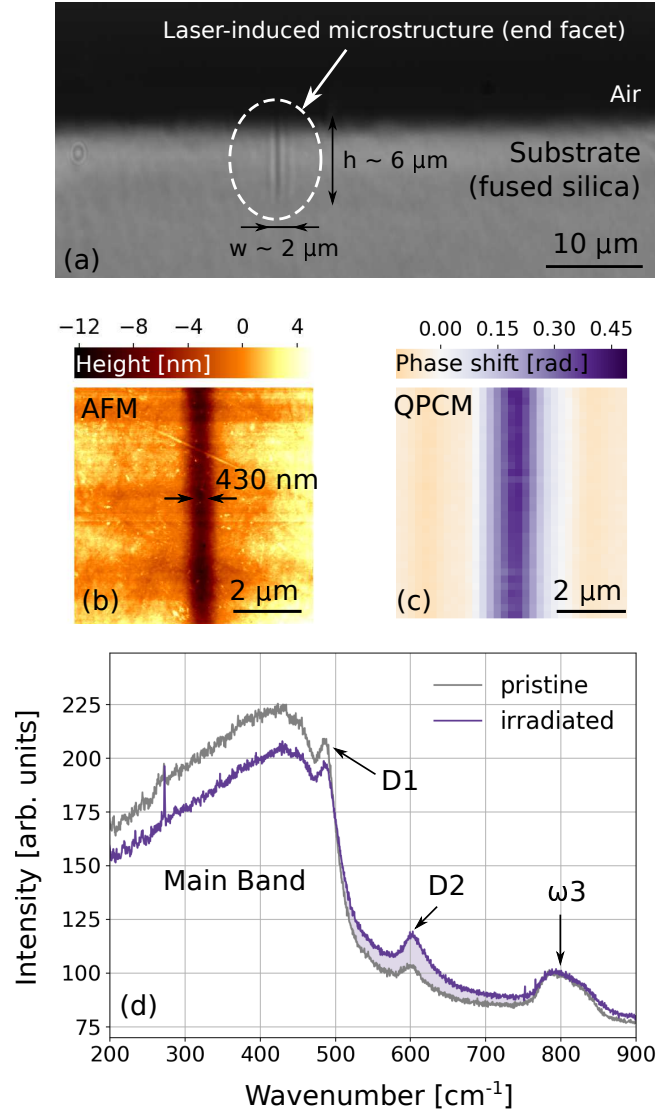 Laser-induced microstructure (end facet)
Air
h ~ 6 μm
Substrate
(fused silica)
w ~ 2 μm
10 μm
(a)
−12 −8 −4 0 4
Height [nm]
AFM
430 nm
2 μm
(b)
0.00 0.15 0.30 0.45
Phase shift [rad.]
QPCM
2 μm
(c)
Intensity [arb. units]
225
200
175
150
125
100
75
pristine
irradiated
D1
Main Band
D2
ω3
(d)
200 300 400 500 600 700 800 900
Wavenumber [cm⁻¹]